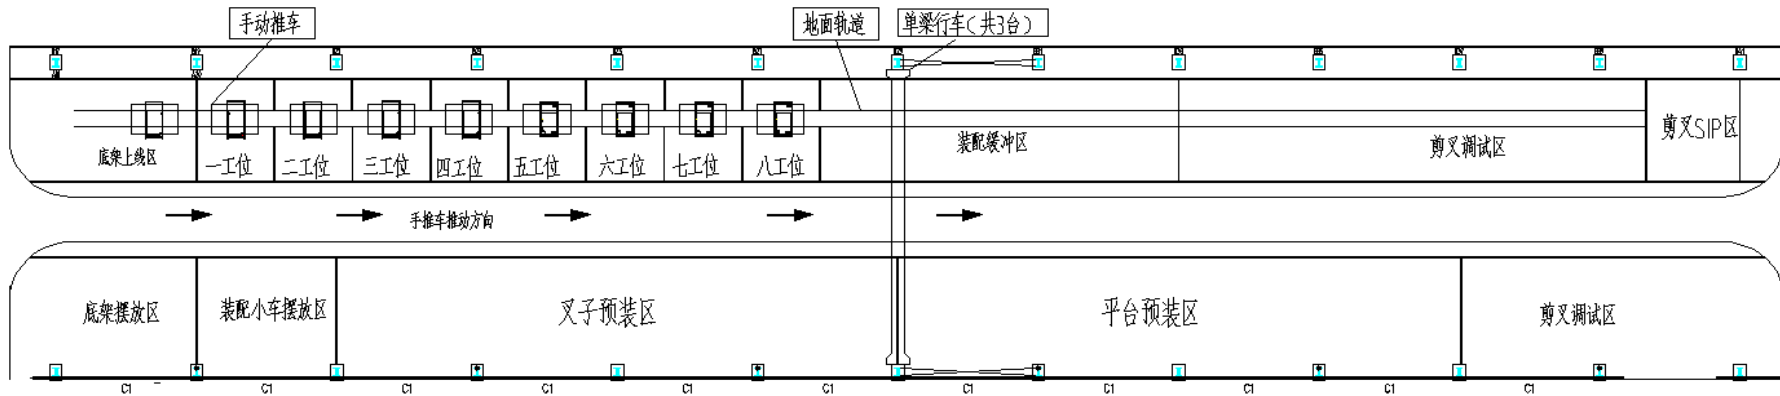 手动推车
地面轨道
单梁行车(共3台)
底架上线区
一工位
二工位
三工位
四工位
五工位
六工位
七工位
八工位
装配缓冲区
剪叉调试区
剪叉SIP区
手推车推动方向
底架摆放区
装配小车摆放区
叉子预装区
平台预装区
剪叉调试区
C1 C1 C1 C1 C1 C1 C1 C1 C1 C1 C1